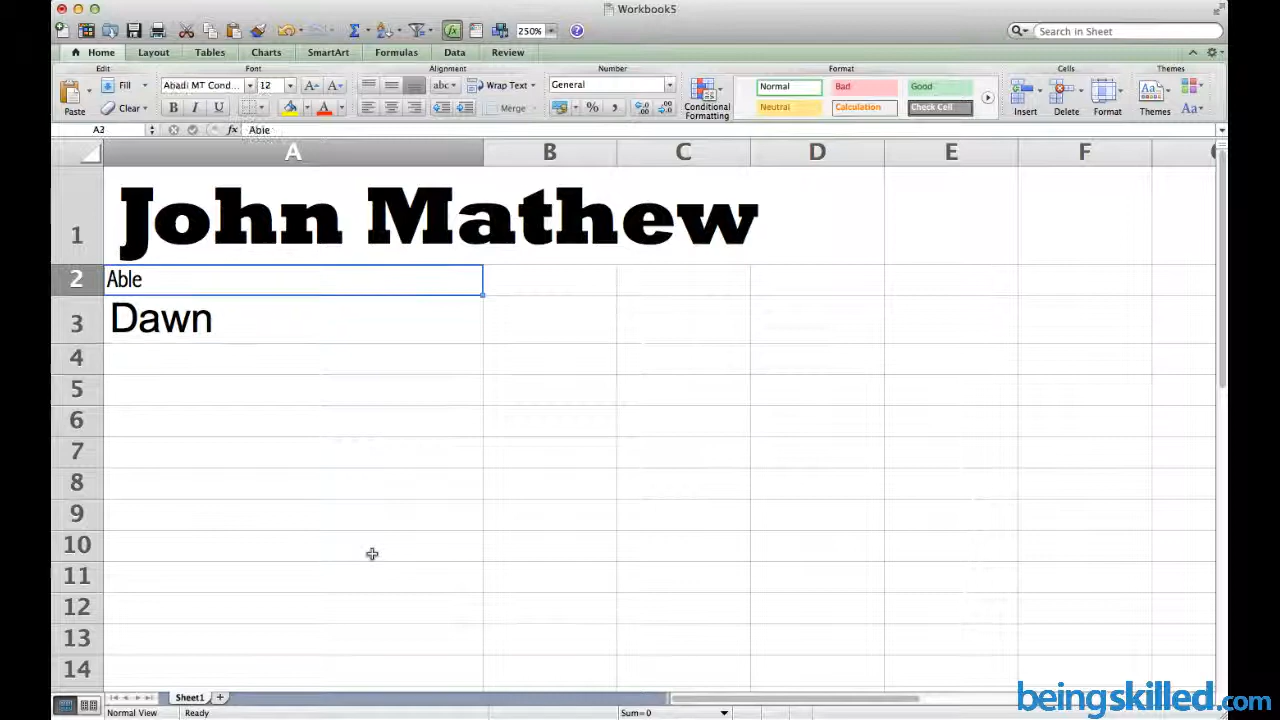 Workbook5
250%
Search in Sheet
Home Layout Tables Charts SmartArt Formulas Data Review
Edit Font Alignment Number Format Cells Themes
Fill Abadi MT Cond... 12 A A abc Wrap Text General Normal Bad Good
Paste Clear B I U A Merge % Conditional Formatting Neutral Calculation Check Cell Insert Delete Format Themes Aa
A2 fx Able
A B C D E F
1 John Mathew
2 Able
3 Dawn
4
5
6
7
8
9
10
11
12
13
14
Sheet1
Normal View Ready Sum=0
beingskilled.com